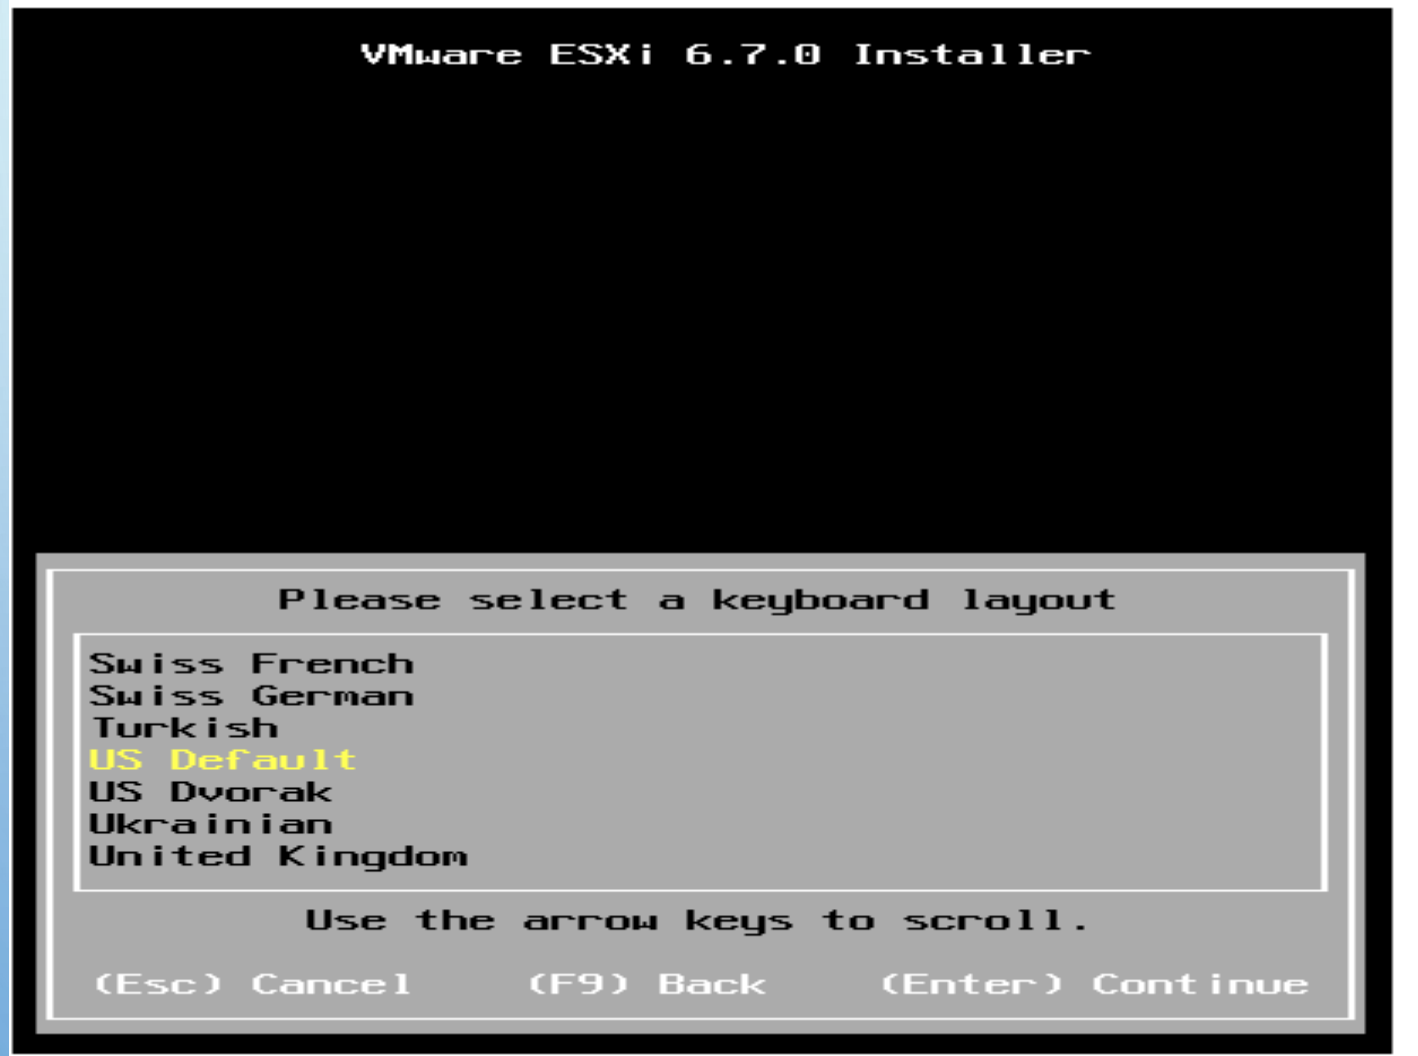 VMware ESXi 6.7.0 Installer
Please select a keyboard layout
Swiss French
Swiss German
Turkish
US Default
US Dvorak
Ukrainian
United Kingdom
Use the arrow keys to scroll.
(Esc) Cancel    (F9) Back    (Enter) Continue